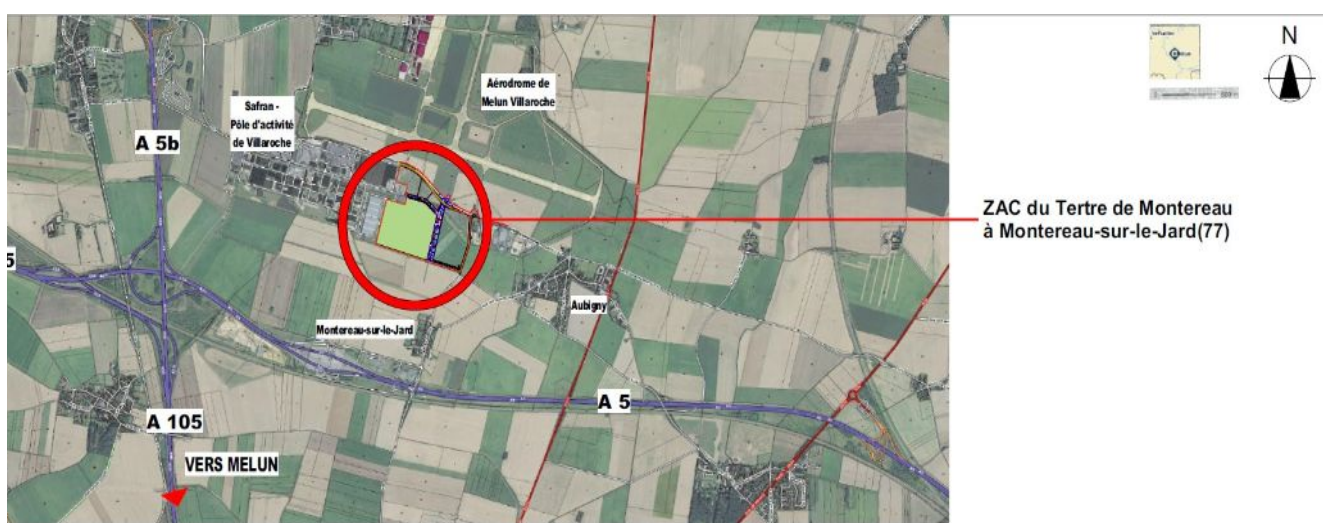 N
Aérodrome de
Melun Villaroche
Safran -
Pôle d'activité
de Villaroche
A 5b
ZAC du Tertre de Montereau
à Montereau-sur-le-Jard(77)
5
Aubigny
Montereau-sur-le-Jard
A 5
A 105
VERS MELUN